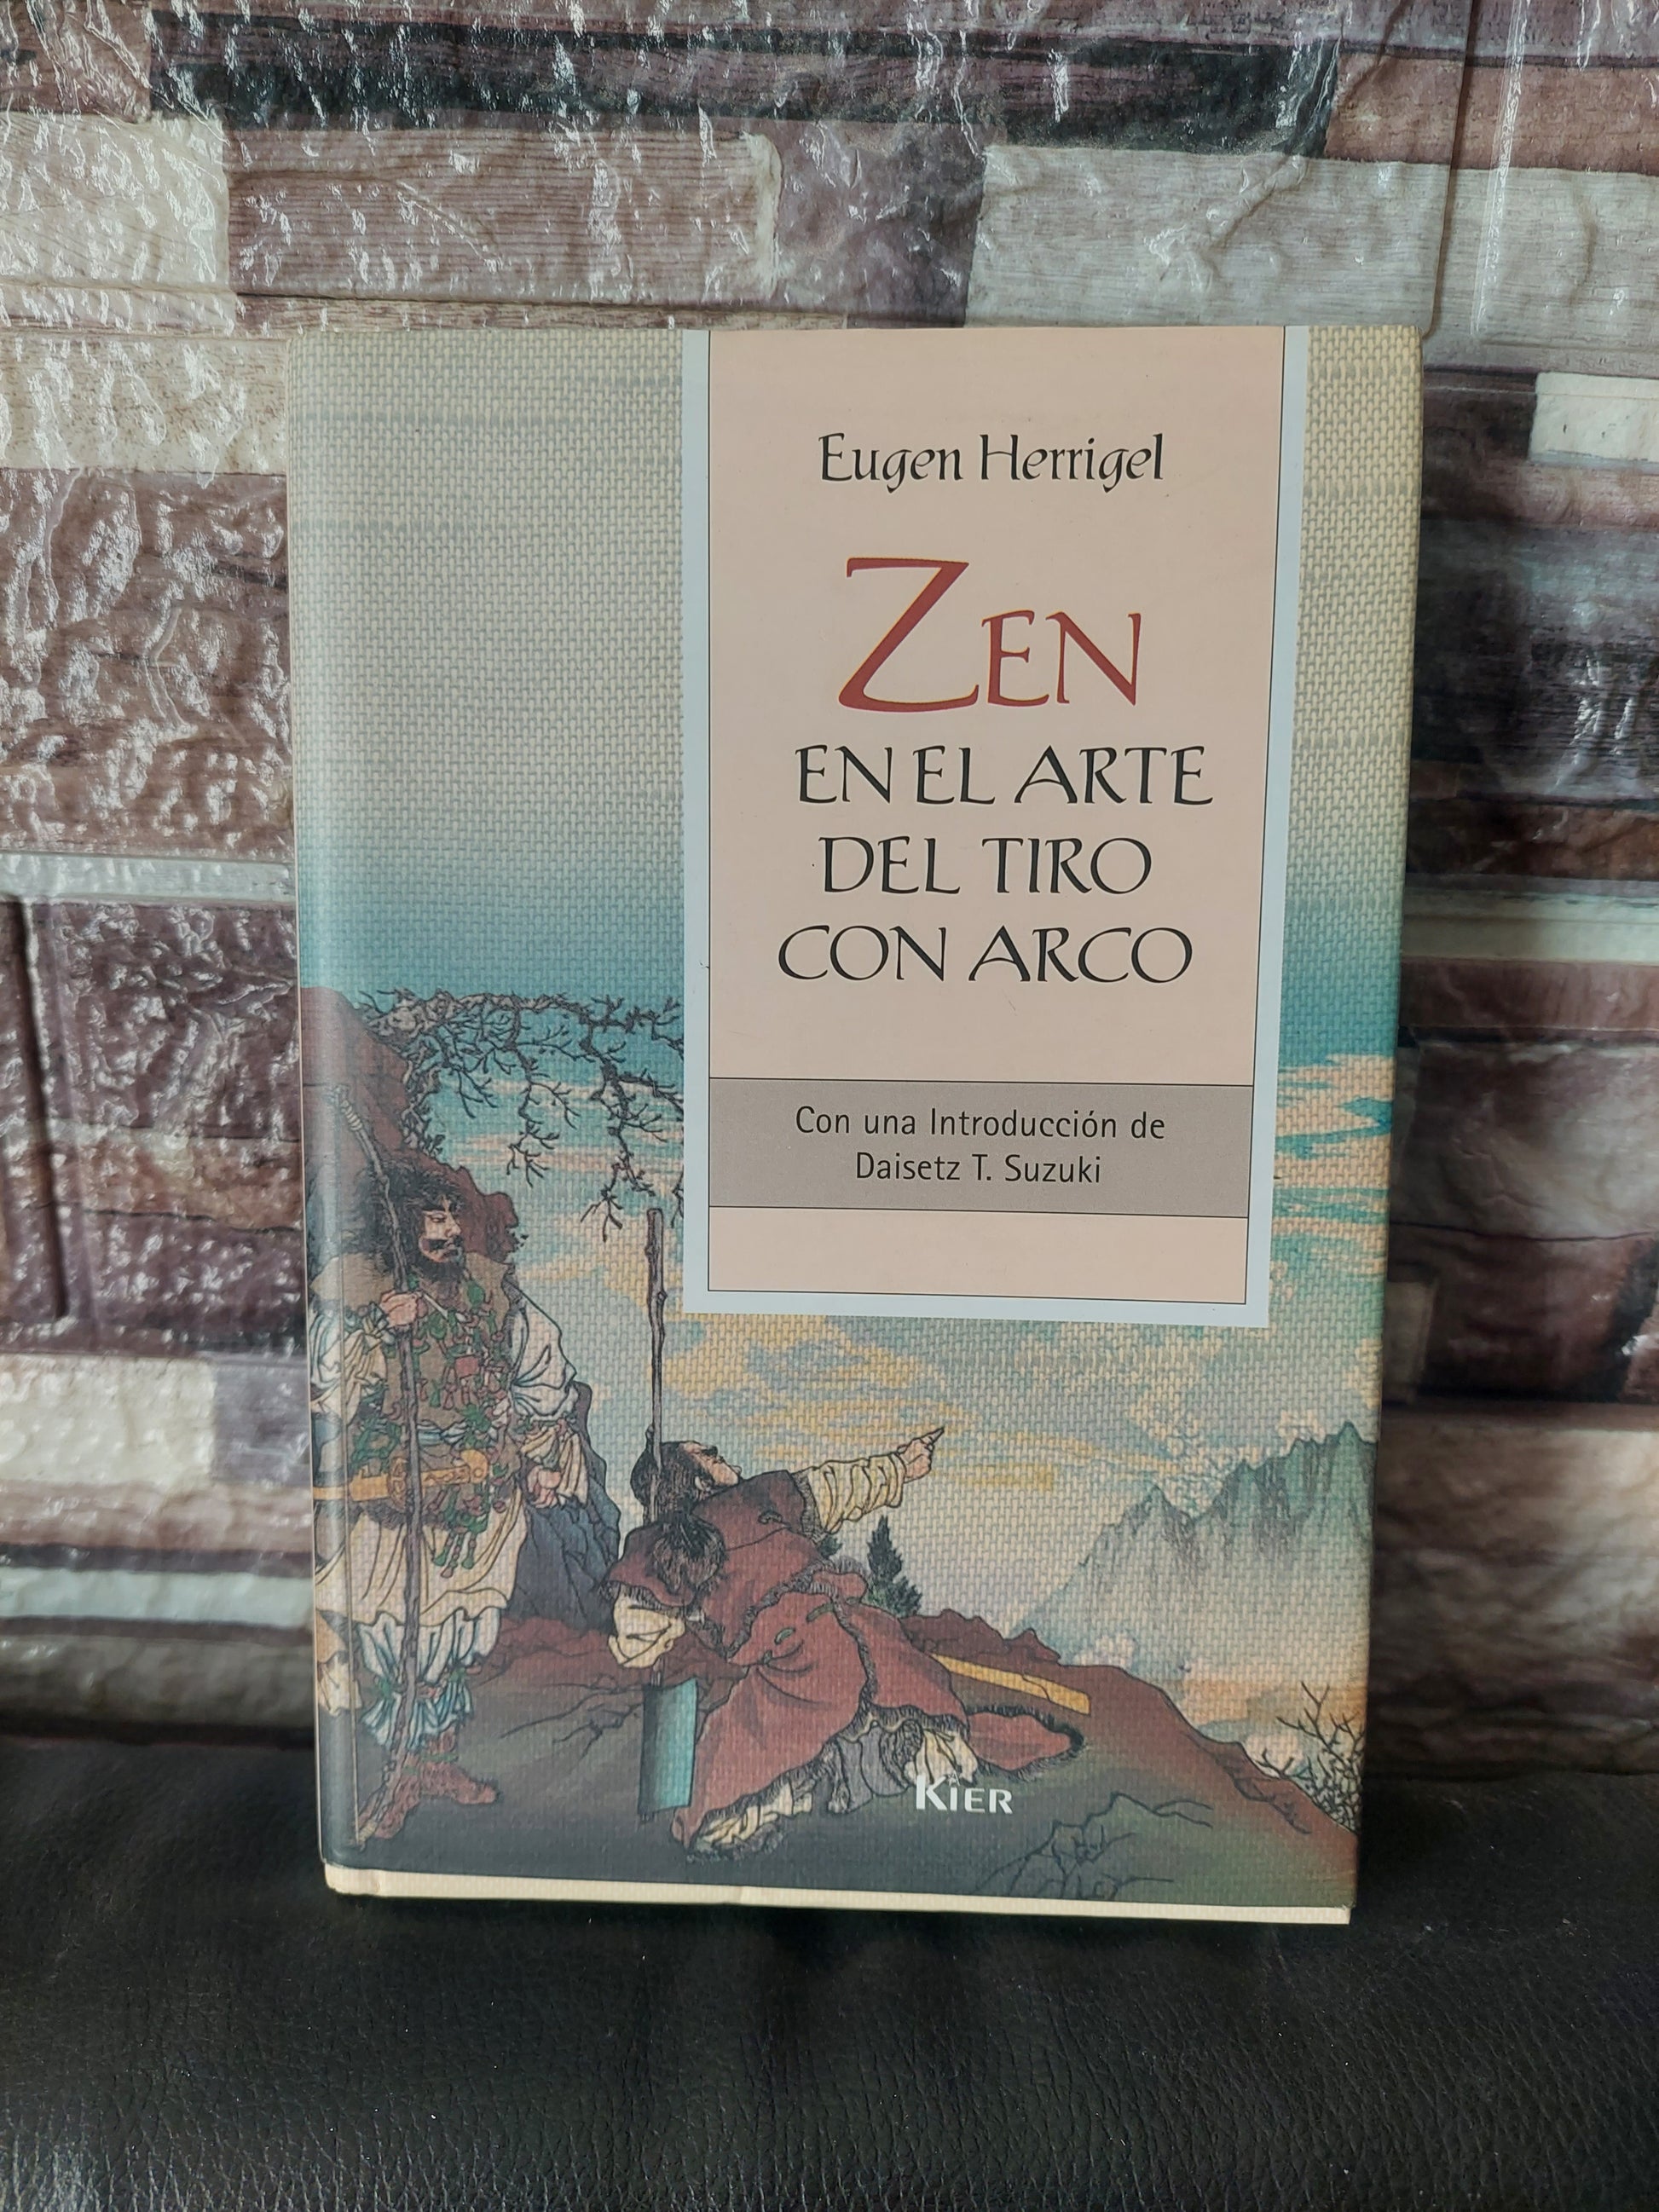 Eugen Herrigel
ZEN
EN EL ARTE
DEL TIRO
CON ARCO
Con una Introducción de
Daisetz T. Suzuki
KIER